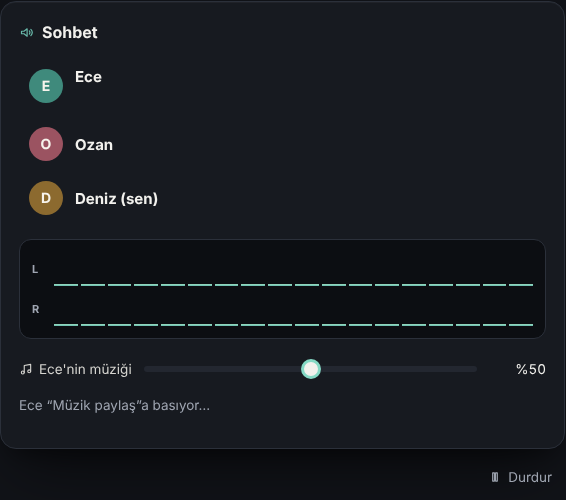 Sohbet
E
Ece
O
Ozan
D
Deniz (sen)
L
R
Ece'nin müziği
%50
Ece “Müzik paylaş”a basıyor…
Durdur